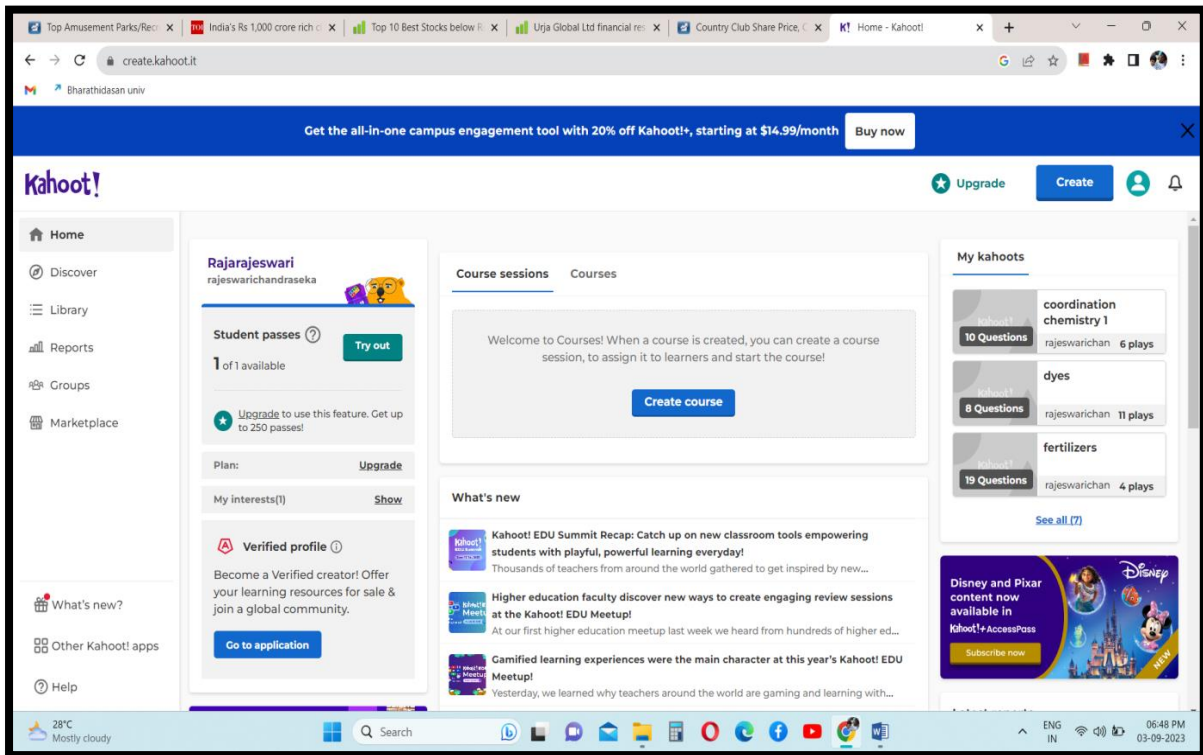 Top Amusement Parks/Rec
India's Rs 1,000 crore rich c
Top 10 Best Stocks below R
Urja Global Ltd financial res
Country Club Share Price, C
K! Home - Kahoot!
create.kahoot.it
Bharathidasan univ
Get the all-in-one campus engagement tool with 20% off Kahoot!+, starting at $14.99/month
Buy now
Kahoot!
Upgrade
Create
Home
Discover
Library
Reports
Groups
Marketplace
What's new?
Other Kahoot! apps
Help
Rajarajeswari
rajeswarichandraseka
Student passes
1 of 1 available
Try out
Upgrade to use this feature. Get up
to 250 passes!
Plan: Upgrade
My interests(1) Show
Verified profile
Become a Verified creator! Offer
your learning resources for sale &
join a global community.
Go to application
Course sessions Courses
Welcome to Courses! When a course is created, you can create a course
session, to assign it to learners and start the course!
Create course
What's new
Kahoot! EDU Summit Recap: Catch up on new classroom tools empowering
students with playful, powerful learning everyday!
Thousands of teachers from around the world gathered to get inspired by new...
Higher education faculty discover new ways to create engaging review sessions
at the Kahoot! EDU Meetup!
At our first higher education meetup last week we heard from hundreds of higher ed...
Gamified learning experiences were the main character at this year's Kahoot! EDU
Meetup!
Yesterday, we learned why teachers around the world are gaming and learning with...
My kahoots
coordination
chemistry 1
10 Questions
rajeswarichan 6 plays
dyes
8 Questions
rajeswarichan 11 plays
fertilizers
19 Questions
rajeswarichan 4 plays
See all (7)
Disney and Pixar
content now
available in
Kahoot!+ AccessPass
Subscribe now
Disney
NEW
28°C
Mostly cloudy
Search
ENG
IN
06:48 PM
03-09-2023